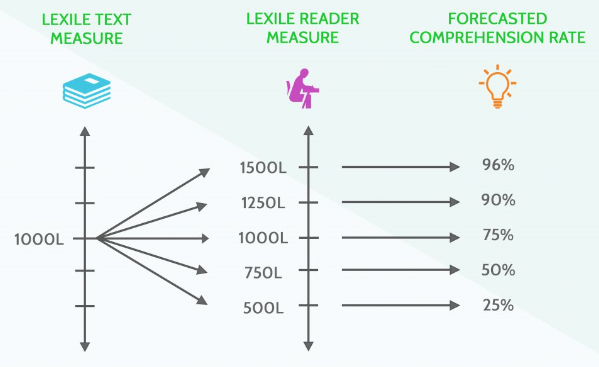 LEXILE TEXT
MEASURE
LEXILE READER
MEASURE
FORECASTED
COMPREHENSION RATE
1500L 96%
1250L 90%
1000L 1000L 75%
750L 50%
500L 25%